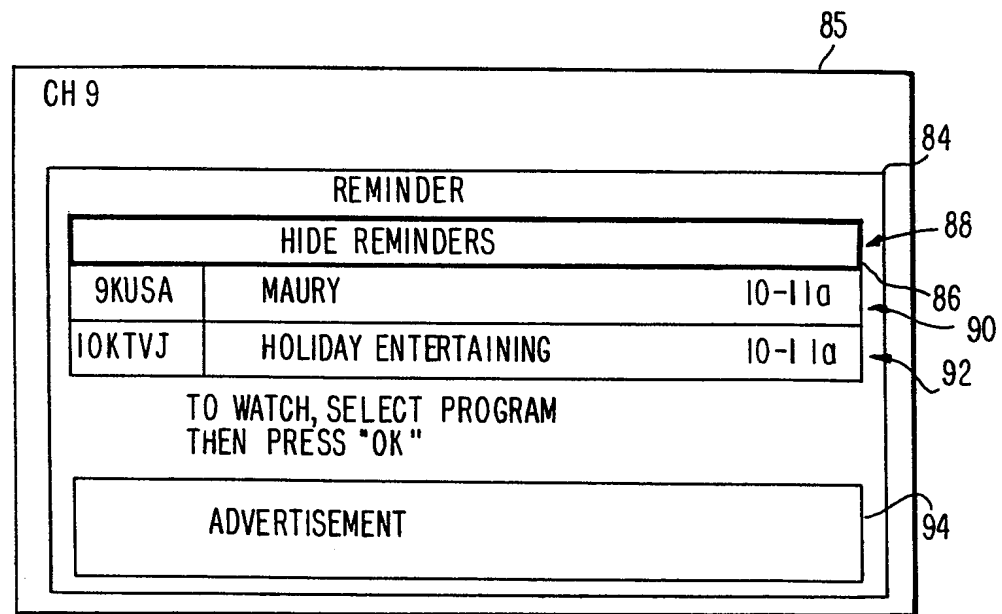 85
CH 9
84
REMINDER
HIDE REMINDERS
88
9KUSA MAURY 10-11a
86
90
10KTVJ HOLIDAY ENTERTAINING 10-11a
92
TO WATCH, SELECT PROGRAM
THEN PRESS "OK"
ADVERTISEMENT
94